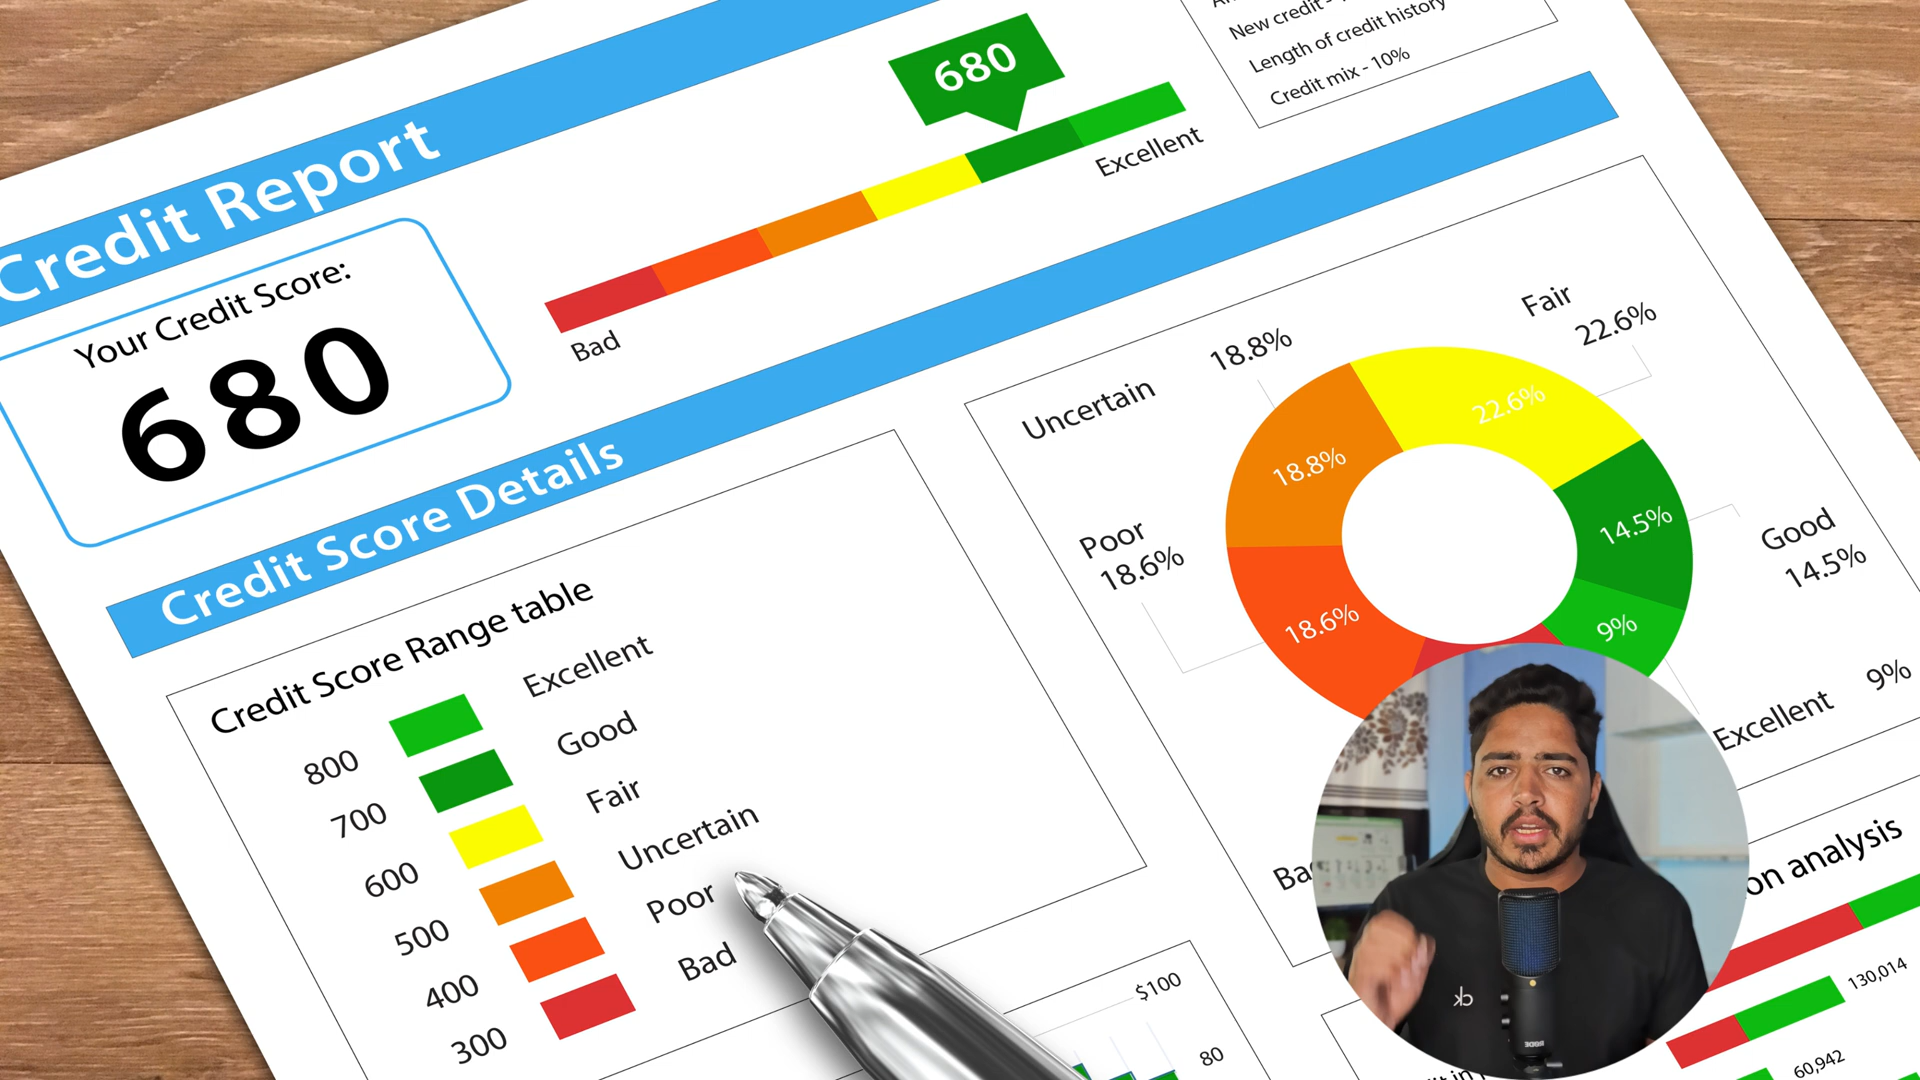 New credit -
Length of credit history
Credit mix - 10%
Credit Report
680
Excellent
Bad
Your Credit Score:
680
Credit Score Details
Credit Score Range table
800 Excellent
700 Good
600 Fair
500 Uncertain
400 Poor
300 Bad
Uncertain 18.8%
Fair
22.6%
Poor
18.6%
Good
14.5%
Excellent 9%
18.8%
22.6%
14.5%
18.6%
9%
on analysis
130,014
60,942
$100
80
RODE